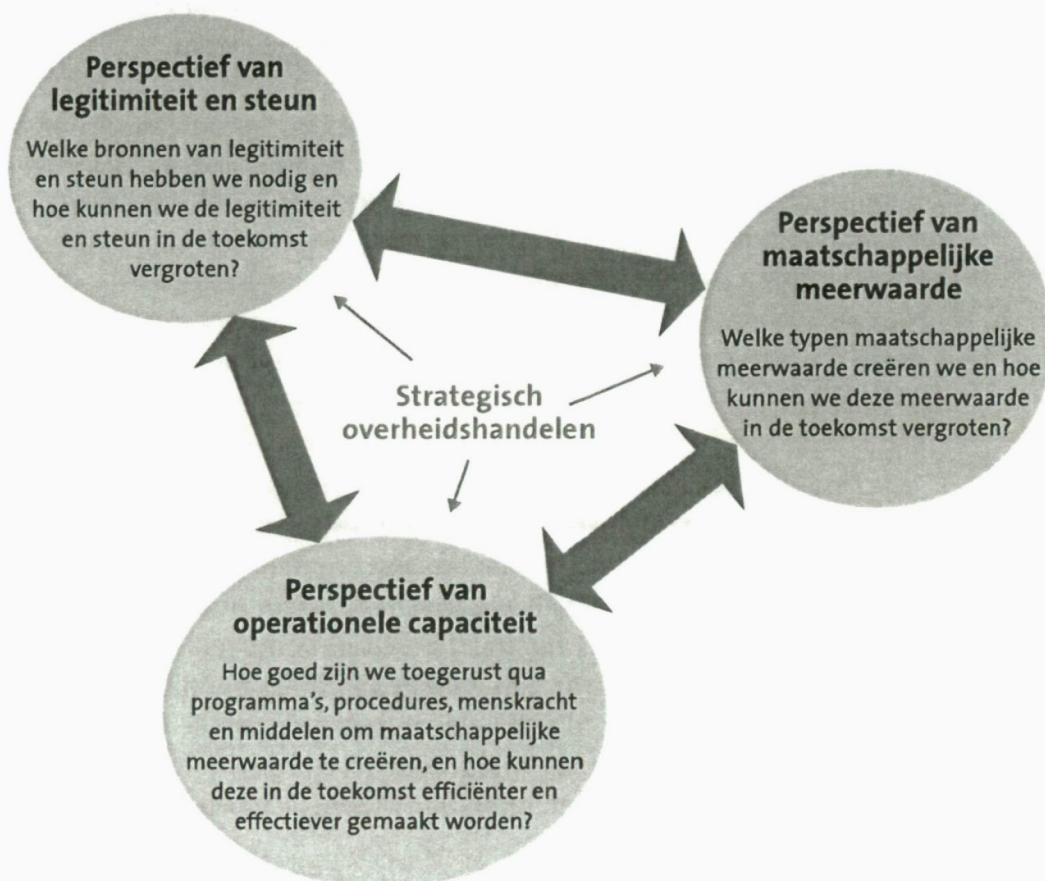 Perspectief van
legitimiteit en steun
Welke bronnen van legitimiteit
en steun hebben we nodig en
hoe kunnen we de legitimiteit
en steun in de toekomst
vergroten?
Perspectief van
maatschappelijke
meerwaarde
Welke typen maatschappelijke
meerwaarde creëren we en hoe
kunnen we deze meerwaarde
in de toekomst vergroten?
Strategisch
overheidshandelen
Perspectief van
operationele capaciteit
Hoe goed zijn we toegerust qua
programma's, procedures, menskracht
en middelen om maatschappelijke
meerwaarde te creëren, en hoe kunnen
deze in de toekomst efficiënter en
effectiever gemaakt worden?